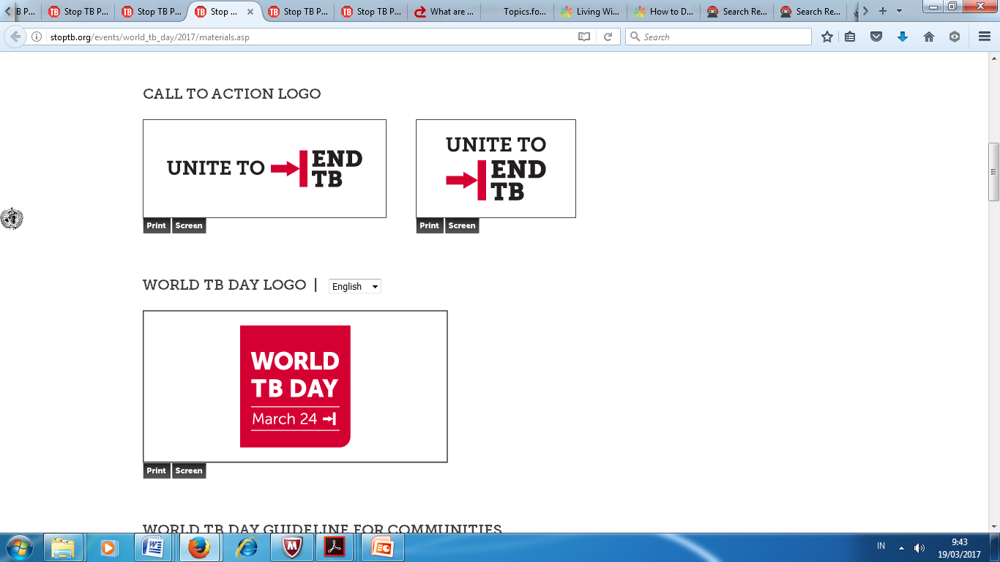 B P...
Stop TB P...
Stop TB P...
Stop ...
Stop TB P...
Stop TB P...
What are ...
Topics.fo...
Living Wi...
How to D...
Search Re...
Search Re...
stoptb.org/events/world_tb_day/2017/materials.asp
Search
CALL TO ACTION LOGO
UNITE TO END
TB
UNITE TO
END
TB
Print Screen
Print Screen
WORLD TB DAY LOGO | English
WORLD
TB DAY
March 24
Print Screen
WORLD TB DAY GUIDELINE FOR COMMUNITIES
IN
9:43
19/03/2017